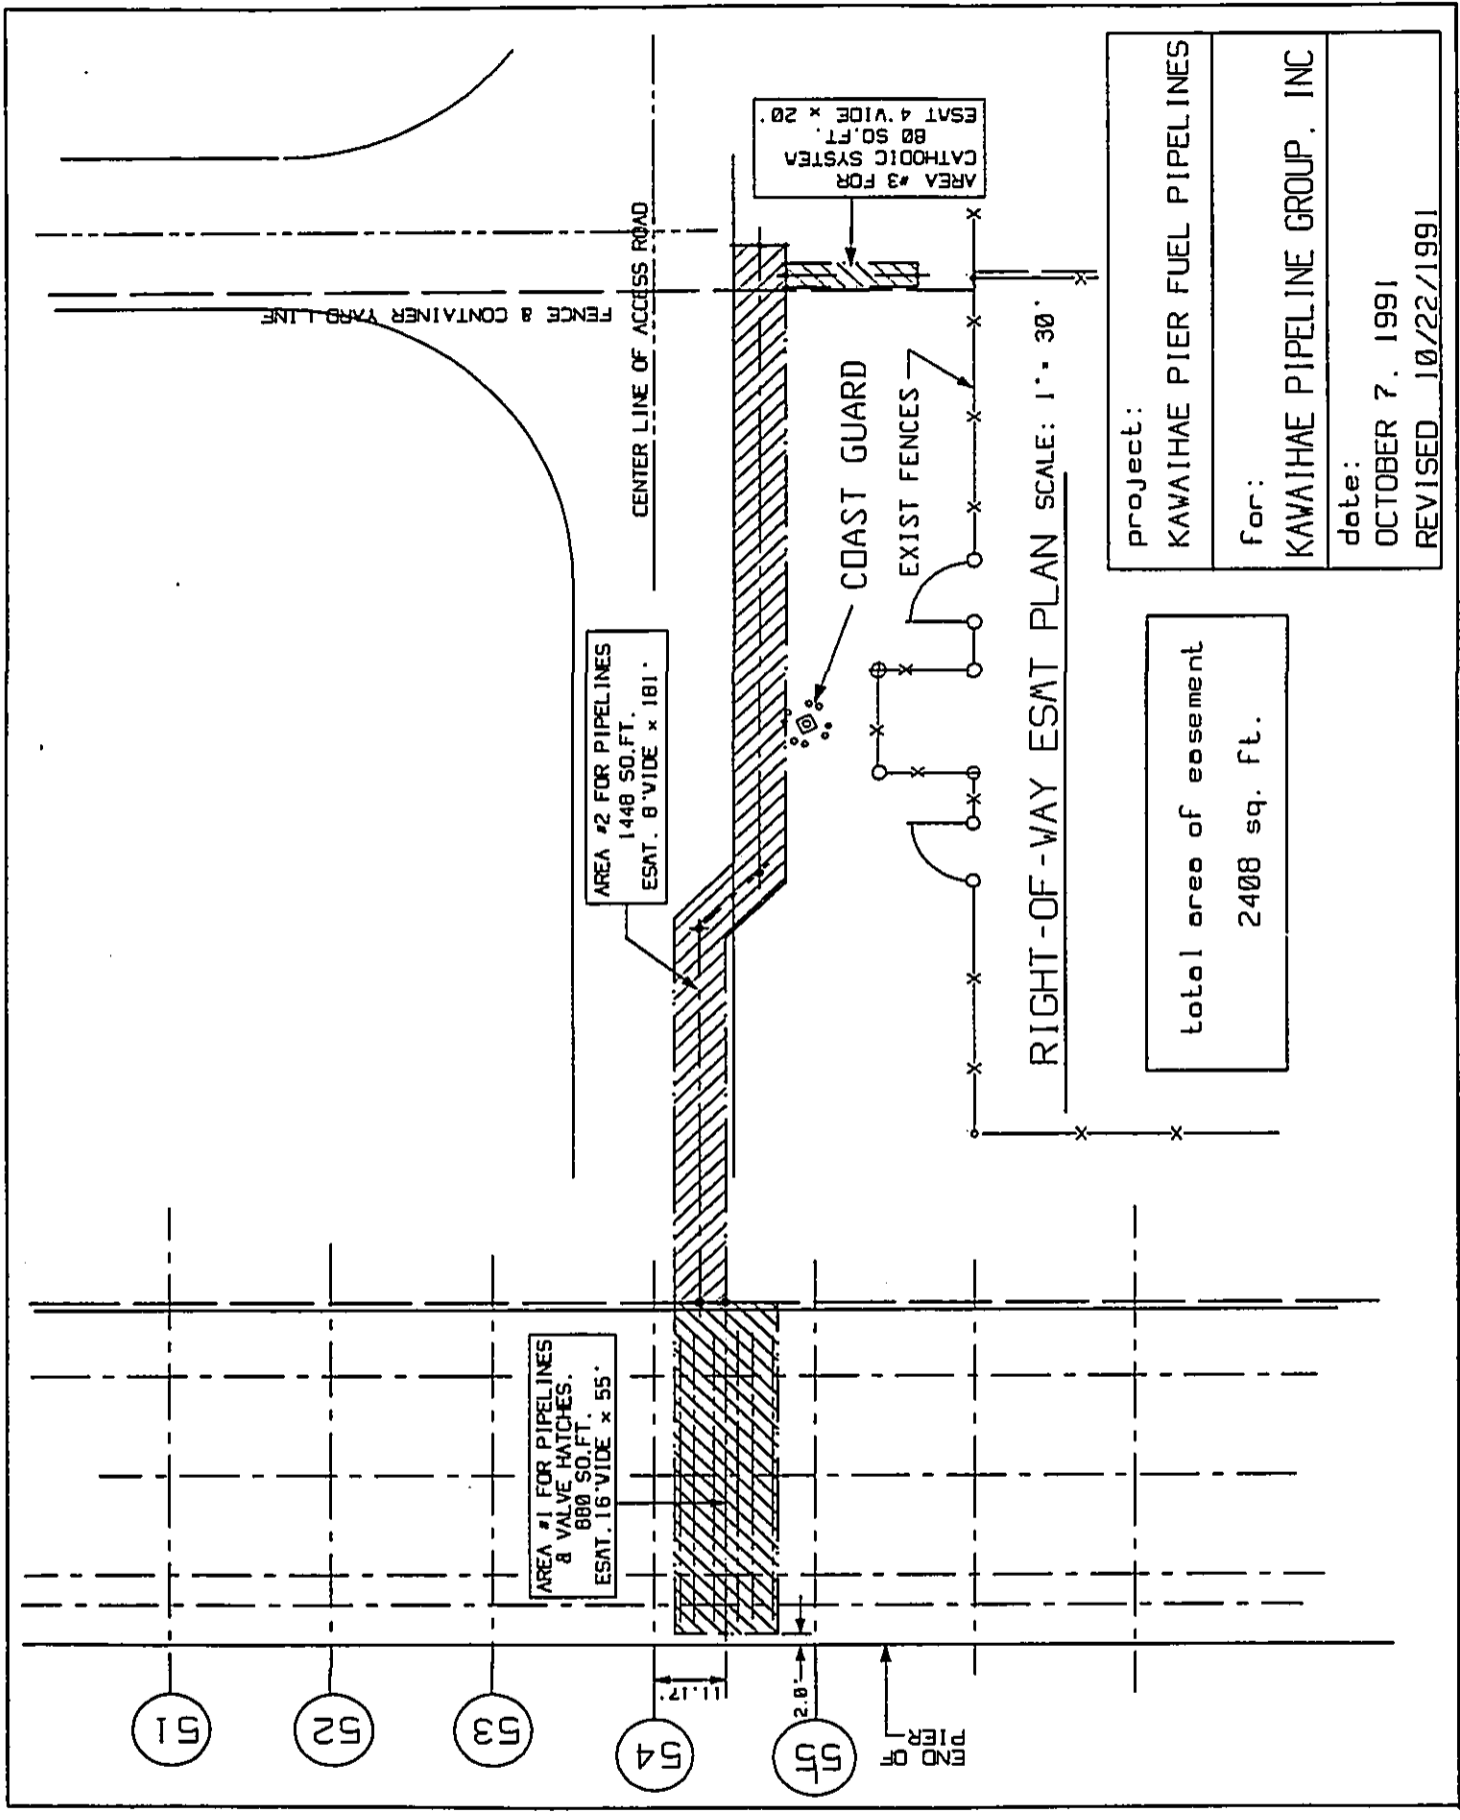 AREA #3 FOR
CATHODIC SYSTEM
80 SQ.FT.
ESMT 4'WIDE x 20'
FENCE & CONTAINER YARD LINE
CENTER LINE OF ACCESS ROAD
AREA #2 FOR PIPELINES
1448 SQ.FT.
ESMT. 8'WIDE x 181'
COAST GUARD
EXIST FENCES
RIGHT-OF-WAY ESMT PLAN SCALE: 1"= 30'
AREA #1 FOR PIPELINES
& VALVE HATCHES.
880 SQ.FT.
ESMT. 16'WIDE x 55'
51
52
53
54
55
11.17'
2.0'
END OF
PIER
total area of easement
2408 sq. ft.
project:
KAWAIHAE PIER FUEL PIPELINES
for:
KAWAIHAE PIPELINE GROUP, INC
date:
OCTOBER 7, 1991
REVISED 10/22/1991